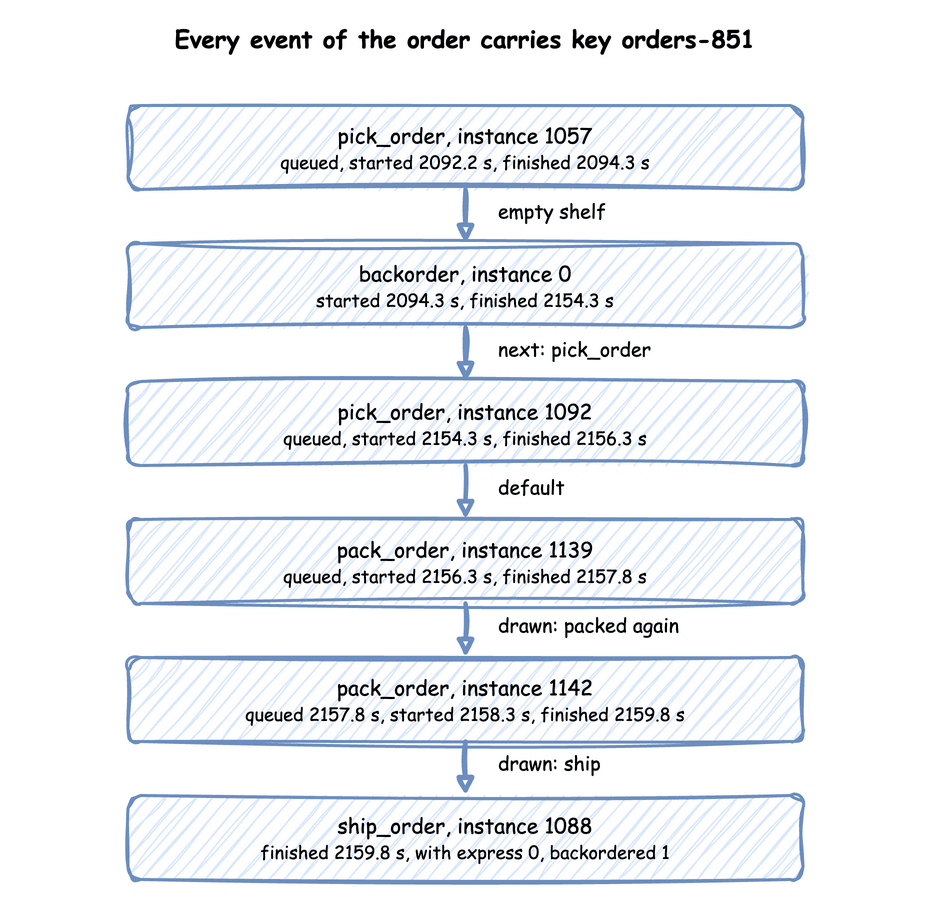 Every event of the order carries key orders-851
pick_order, instance 1057
queued, started 2092.2 s, finished 2094.3 s
empty shelf
backorder, instance 0
started 2094.3 s, finished 2154.3 s
next: pick_order
pick_order, instance 1092
queued, started 2154.3 s, finished 2156.3 s
default
pack_order, instance 1139
queued, started 2156.3 s, finished 2157.8 s
drawn: packed again
pack_order, instance 1142
queued 2157.8 s, started 2158.3 s, finished 2159.8 s
drawn: ship
ship_order, instance 1088
finished 2159.8 s, with express 0, backordered 1